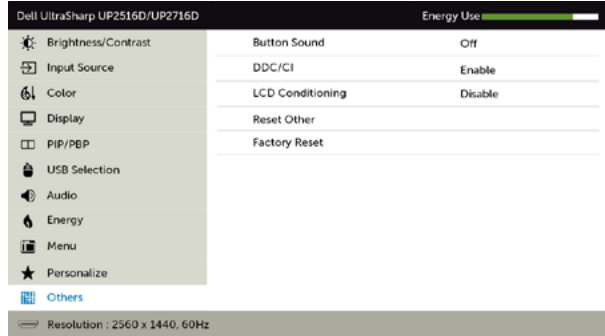 Dell UltraSharp UP2516D/UP2716D Energy Use
Brightness/Contrast Button Sound Off
Input Source DDC/CI Enable
Color LCD Conditioning Disable
Display Reset Other
PIP/PBP Factory Reset
USB Selection
Audio
Energy
Menu
Personalize
Others
Resolution : 2560 x 1440, 60Hz